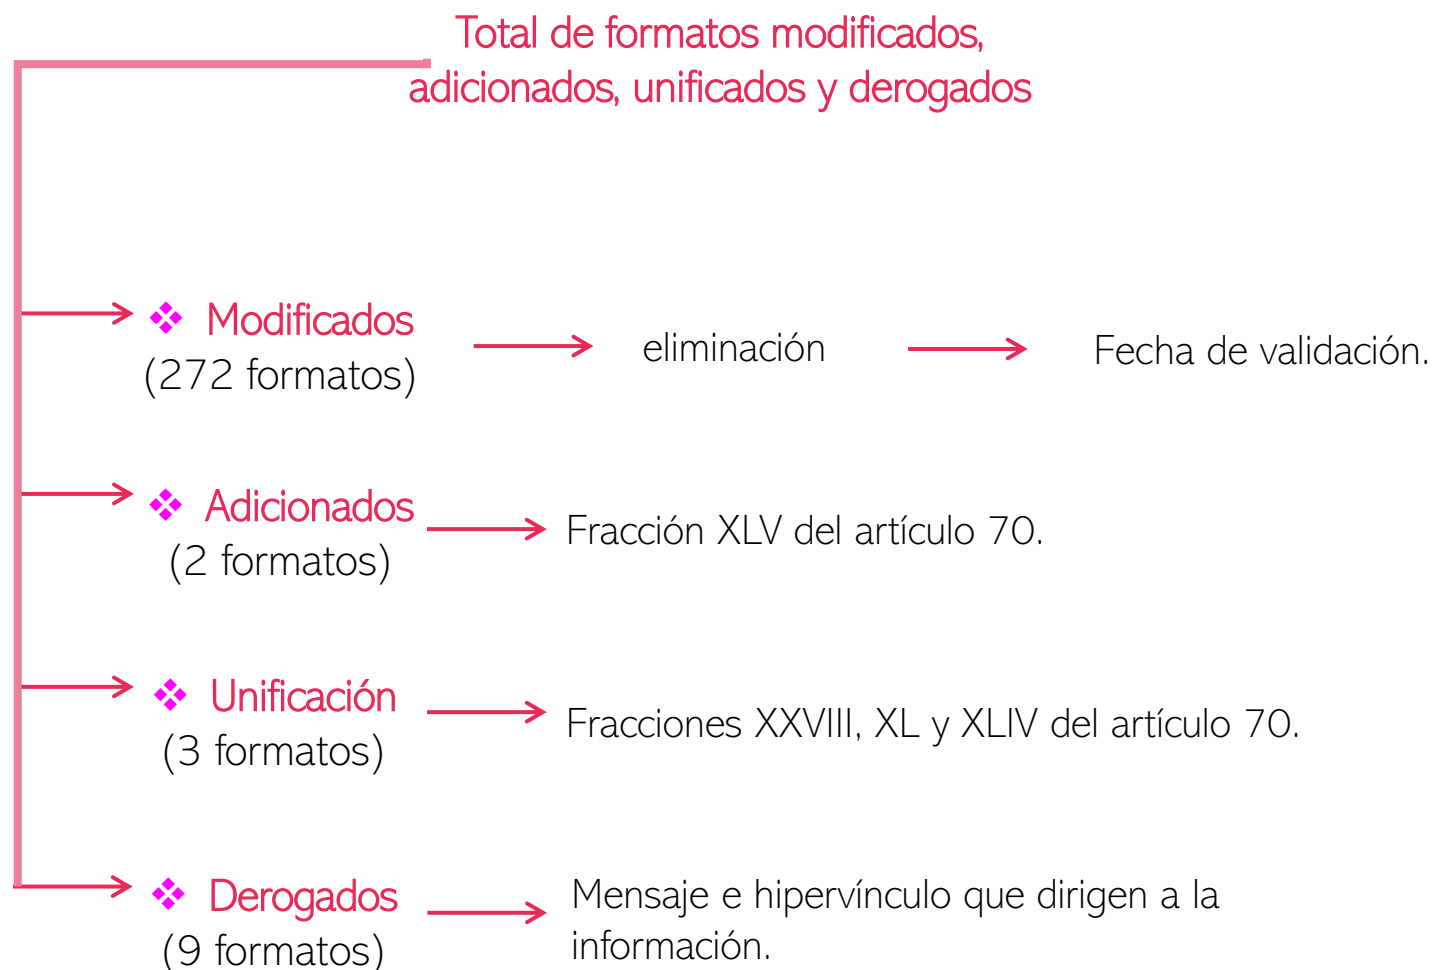 Total de formatos modificados,
adicionados, unificados y derogados
Modificados
(272 formatos)
eliminación
Fecha de validación.
Adicionados
(2 formatos)
Fracción XLV del artículo 70.
Unificación
(3 formatos)
Fracciones XXVIII, XL y XLIV del artículo 70.
Derogados
(9 formatos)
Mensaje e hipervínculo que dirigen a la
información.